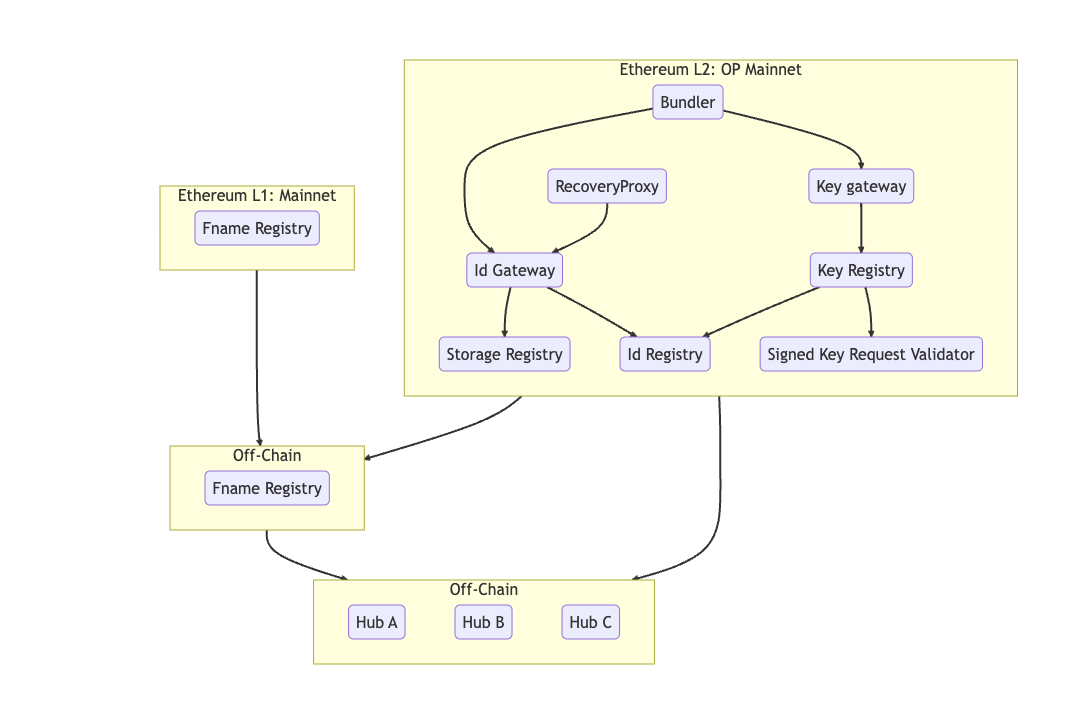 Ethereum L2: OP Mainnet
Bundler
RecoveryProxy
Key gateway
Ethereum L1: Mainnet
Fname Registry
Id Gateway
Key Registry
Storage Registry
Id Registry
Signed Key Request Validator
Off-Chain
Fname Registry
Off-Chain
Hub A
Hub B
Hub C